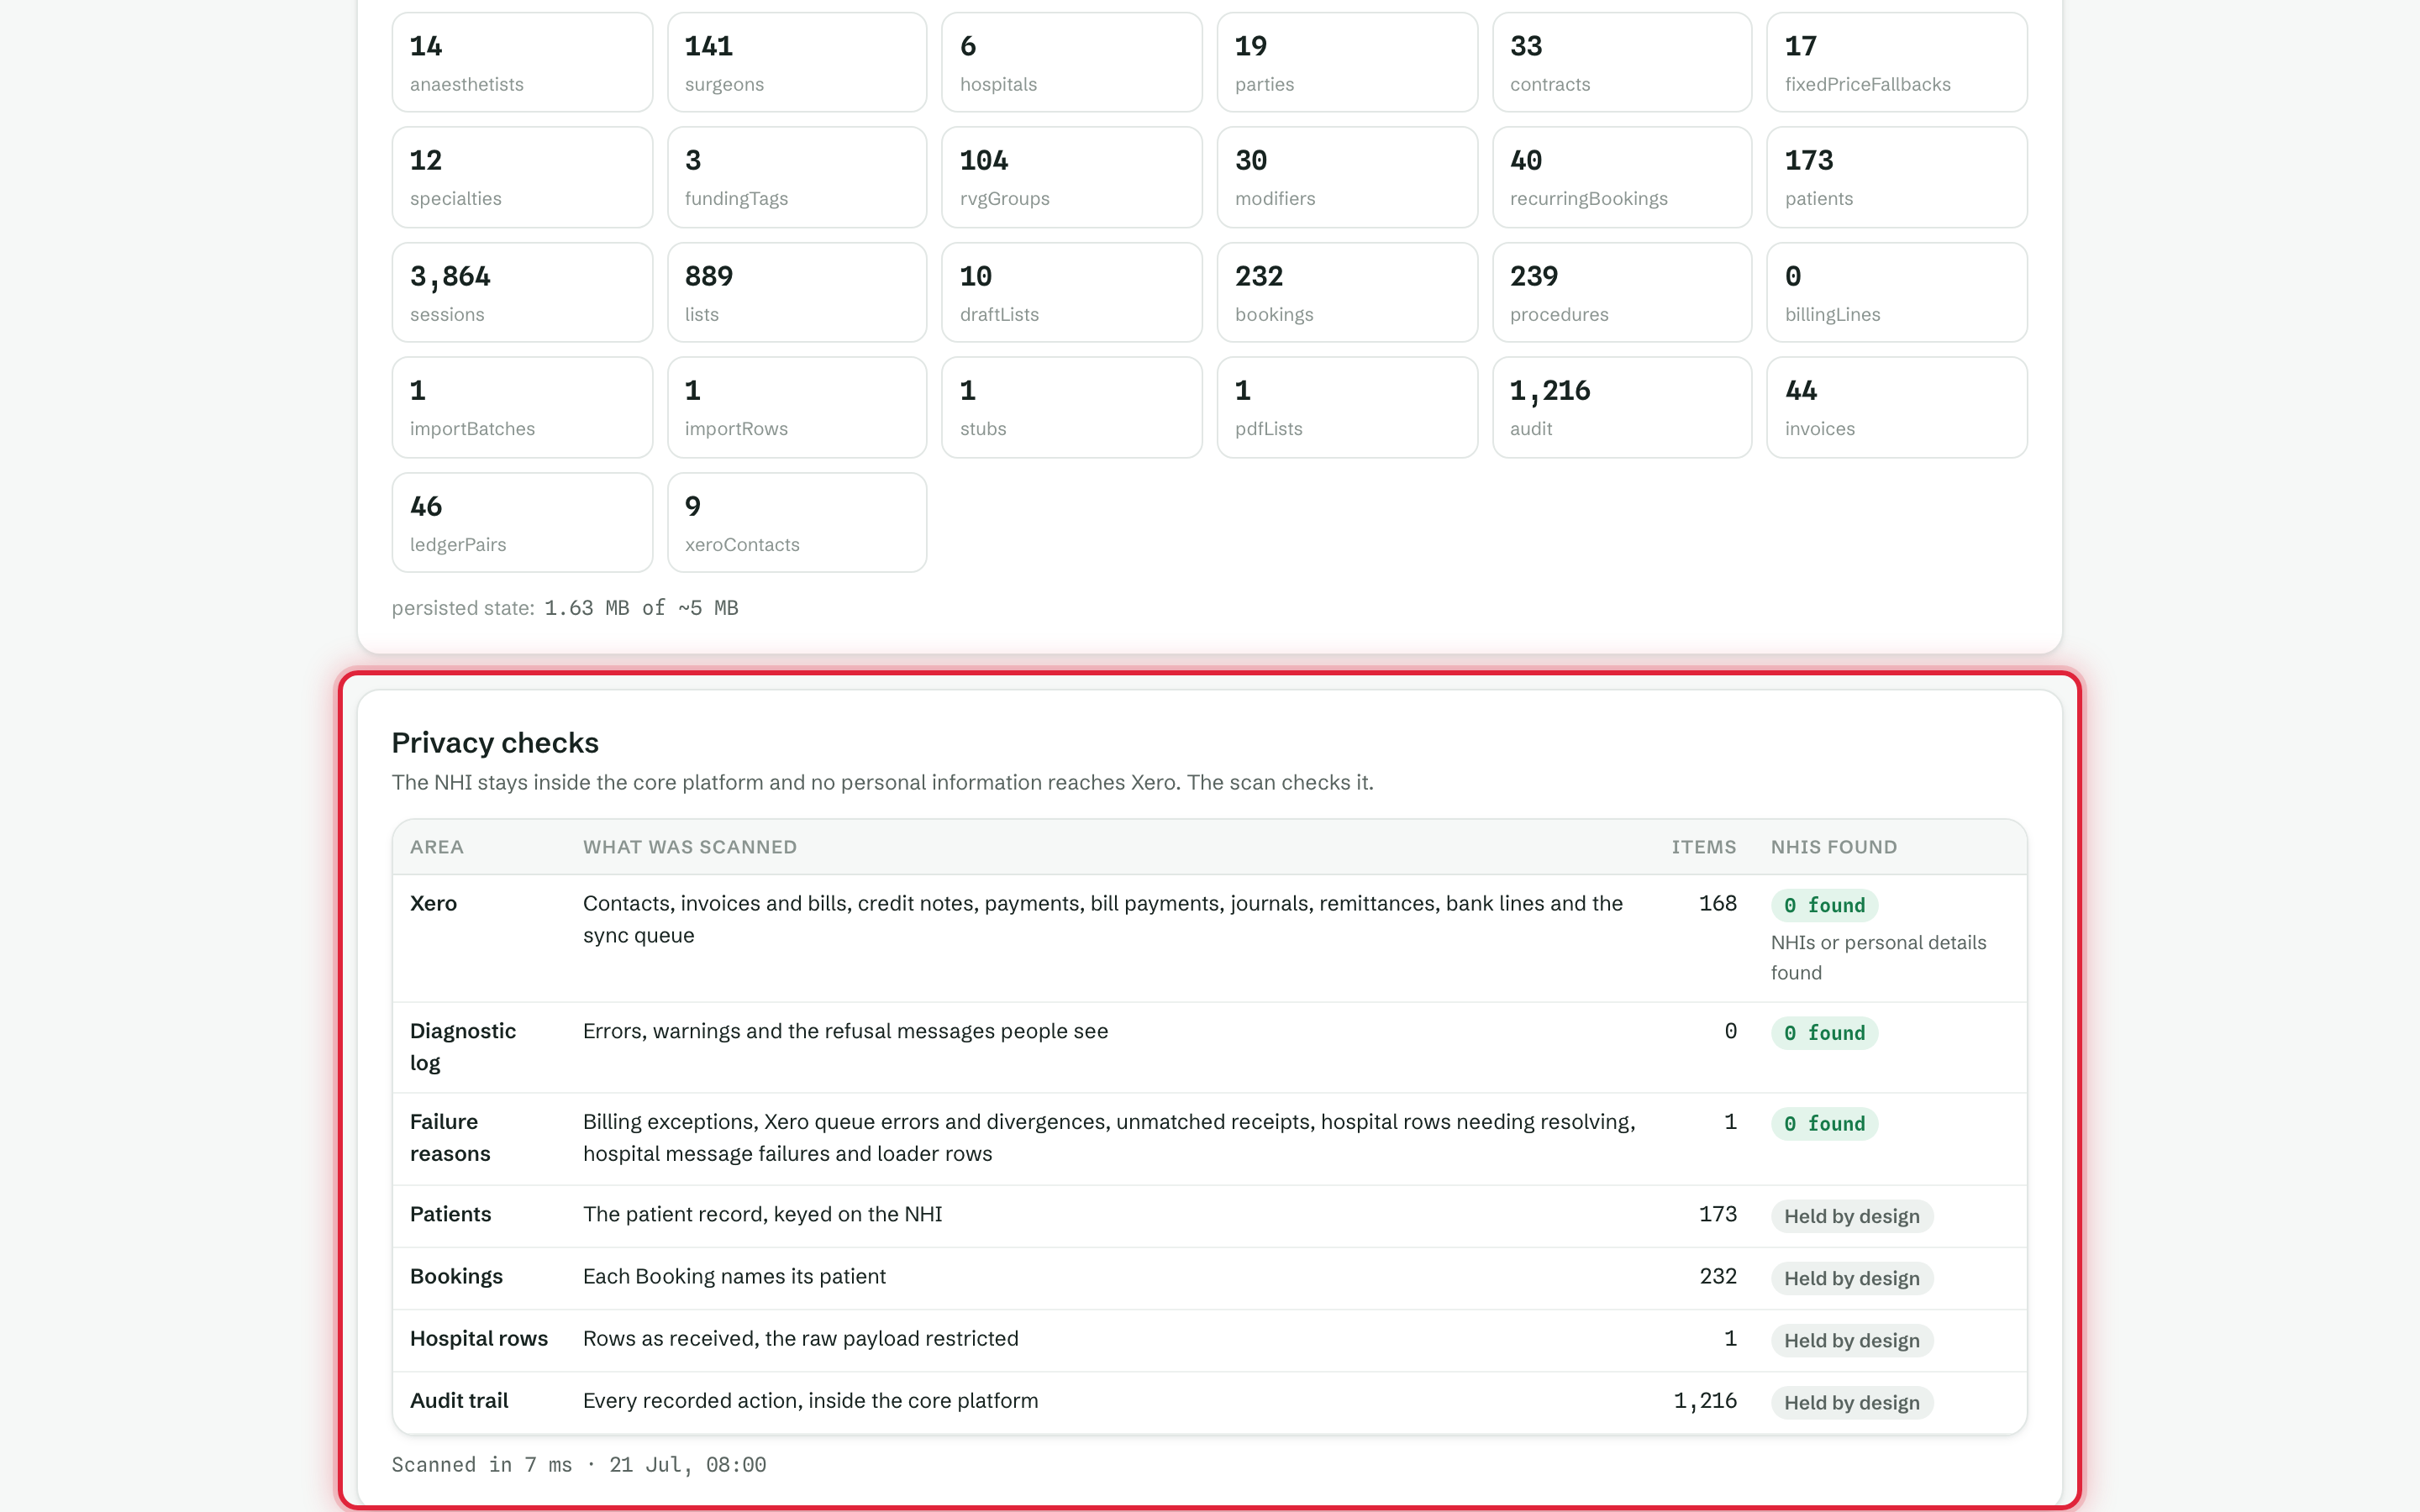 14
anaesthetists
141
surgeons
6
hospitals
19
parties
33
contracts
17
fixedPriceFallbacks
12
specialties
3
fundingTags
104
rvgGroups
30
modifiers
40
recurringBookings
173
patients
3,864
sessions
889
lists
10
draftLists
232
bookings
239
procedures
0
billingLines
1
importBatches
1
importRows
1
stubs
1
pdfLists
1,216
audit
44
invoices
46
ledgerPairs
9
xeroContacts
persisted state: 1.63 MB of ~5 MB
Privacy checks
The NHI stays inside the core platform and no personal information reaches Xero. The scan checks it.
AREA WHAT WAS SCANNED ITEMS NHIS FOUND
Xero Contacts, invoices and bills, credit notes, payments, bill payments, journals, remittances, bank lines and the 168 0 found
sync queue
NHIs or personal details
found
Diagnostic Errors, warnings and the refusal messages people see 0 0 found
log
Failure Billing exceptions, Xero queue errors and divergences, unmatched receipts, hospital rows needing resolving, 1 0 found
reasons hospital message failures and loader rows
Patients The patient record, keyed on the NHI 173 Held by design
Bookings Each Booking names its patient 232 Held by design
Hospital rows Rows as received, the raw payload restricted 1 Held by design
Audit trail Every recorded action, inside the core platform 1,216 Held by design
Scanned in 7 ms · 21 Jul, 08:00